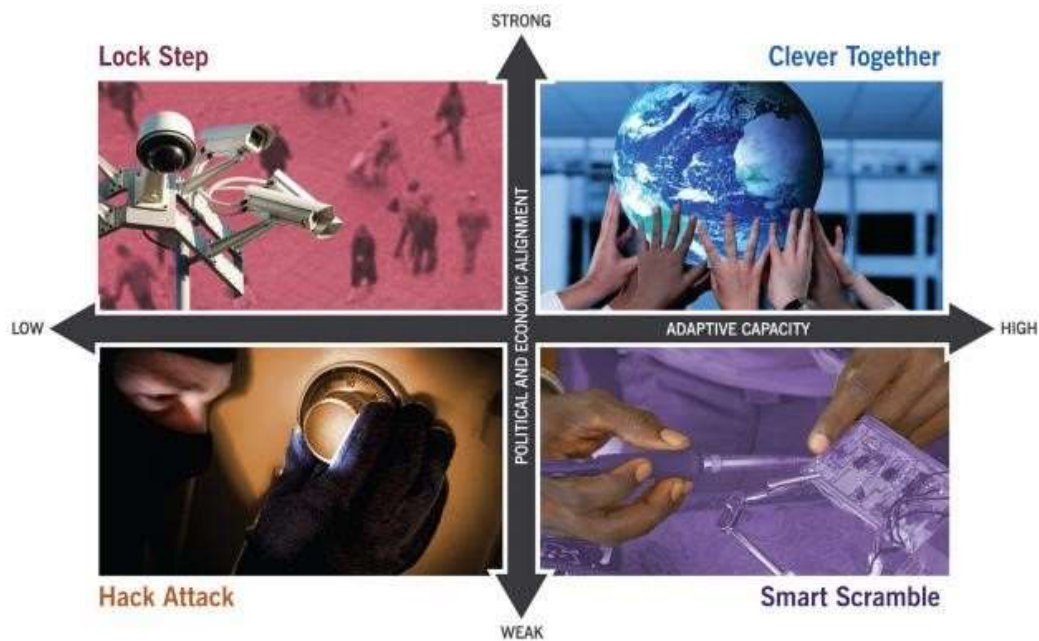 STRONG
Lock Step
Clever Together
POLITICAL AND ECONOMIC ALIGNMENT
LOW
ADAPTIVE CAPACITY
HIGH
Hack Attack
Smart Scramble
WEAK